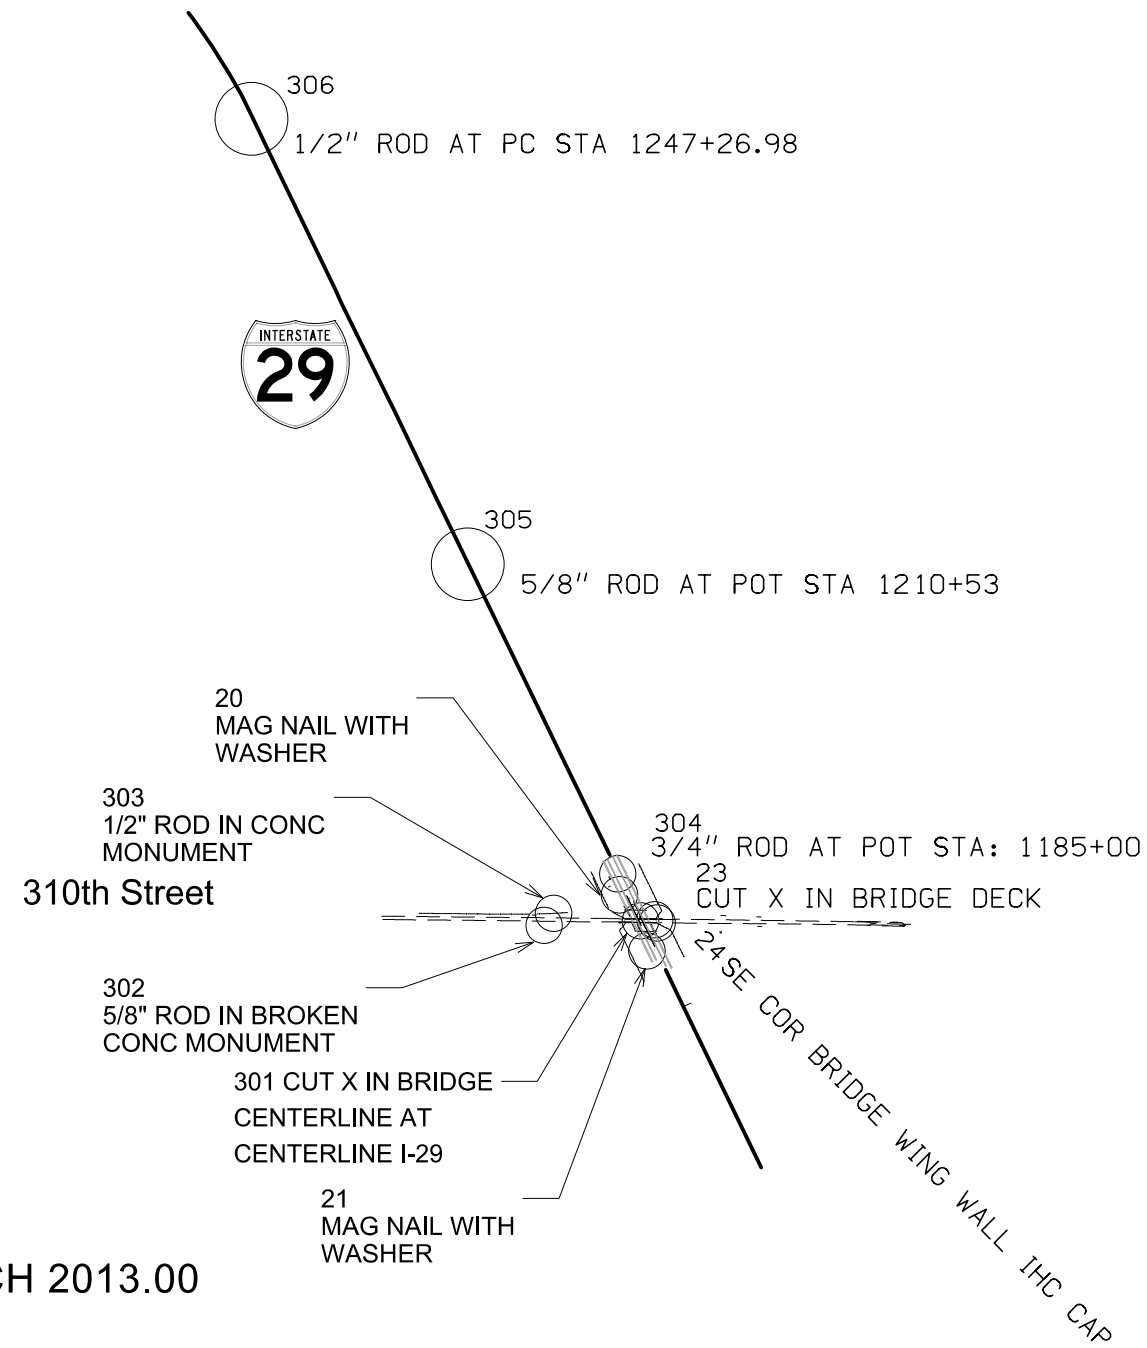 306
1/2" ROD AT PC STA 1247+26.98
INTERSTATE
29
305
5/8" ROD AT POT STA 1210+53
20
MAG NAIL WITH
WASHER
303
1/2" ROD IN CONC
MONUMENT
304
3/4" ROD AT POT STA: 1185+00
23
CUT X IN BRIDGE DECK
310th Street
24 SE COR BRIDGE WING WALL IHC CAP
302
5/8" ROD IN BROKEN
CONC MONUMENT
301 CUT X IN BRIDGE
CENTERLINE AT
CENTERLINE I-29
21
MAG NAIL WITH
WASHER
CH 2013.00